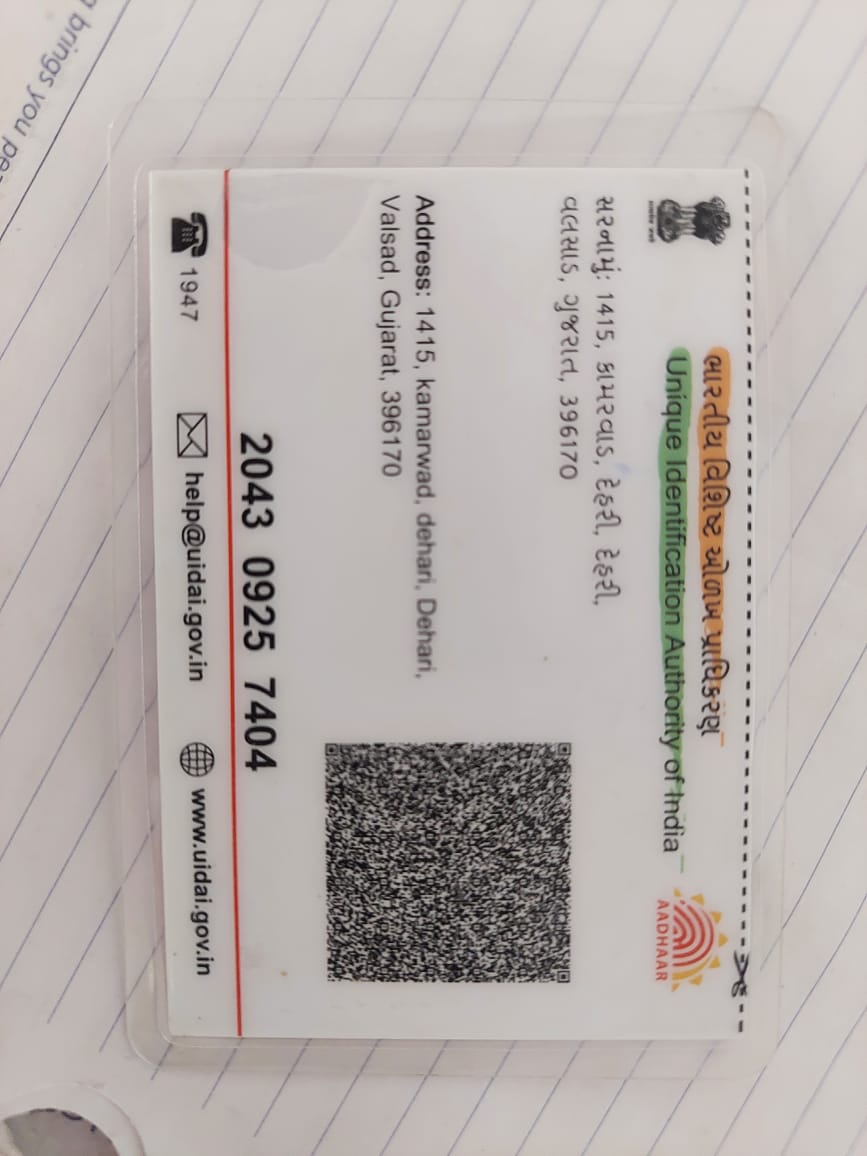 g brings you pe
ભારતીય વિશિષ્ટ ઓળખ પ્રાધિકરણ
Unique Identification Authority of India
AADHAAR
સરનામું: 1415, કામરવાડ, દેહરી, દેહરી,
વલસાડ, ગુજરાત, 396170
Address: 1415, kamarwad, dehari, Dehari,
Valsad, Gujarat, 396170
2043 0925 7404
1947
help@uidai.gov.in
www.uidai.gov.in